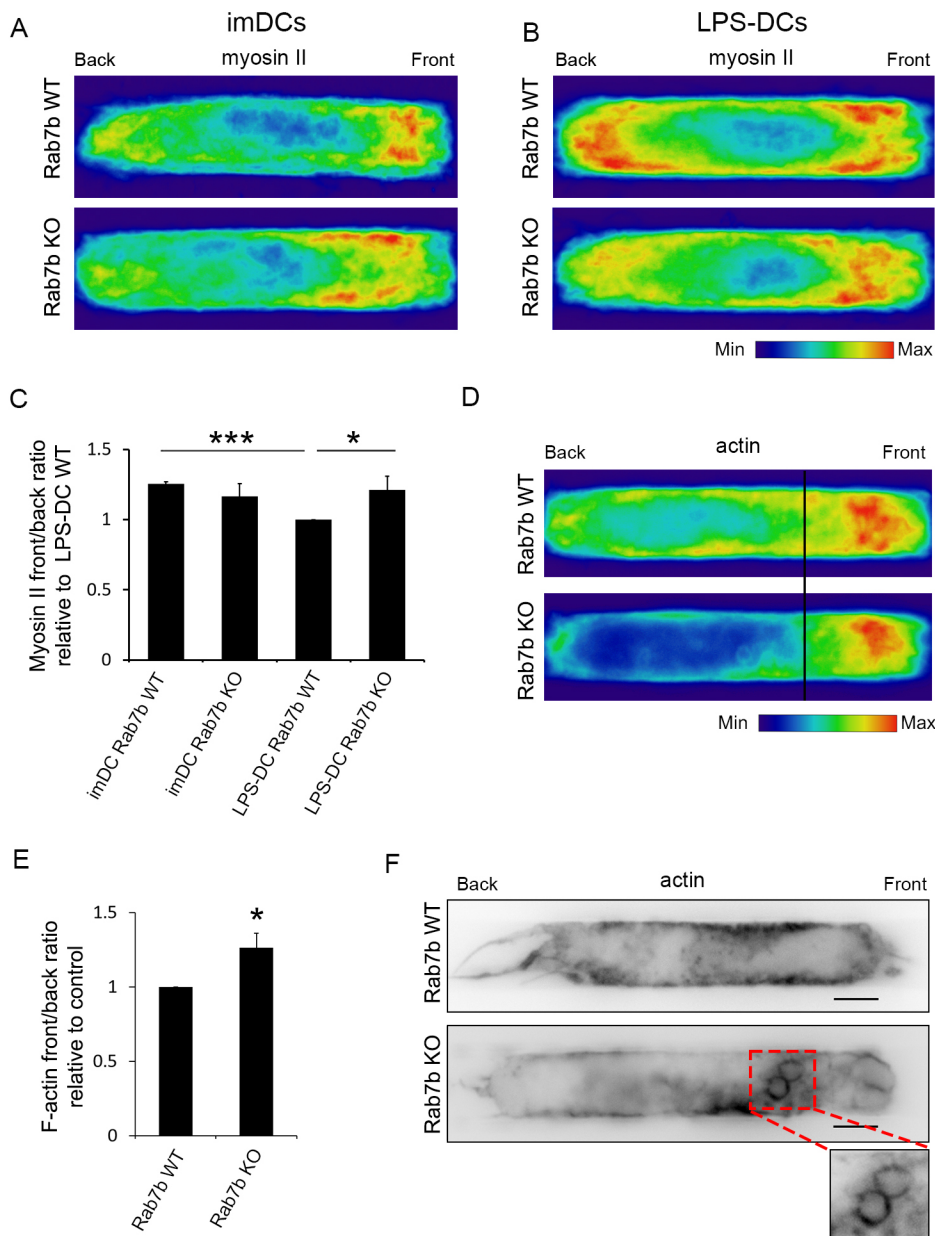 A
imDCs
Back
myosin II
Front
Rab7b WT
Rab7b KO
B
LPS-DCs
myosin II
Front
Rab7b WT
Rab7b KO
Min
Max
C
Myosin II front/back ratio
relative to LPS-DC WT
1.5
1
0.5
0
***
*
imDC Rab7b WT
imDC Rab7b KO
LPS-DC Rab7b WT
LPS-DC Rab7b KO
D
Back
actin
Front
Rab7b WT
Rab7b KO
Min
Max
E
F-actin front/back ratio
relative to control
1.5
1
0.5
0
*
Rab7b WT
Rab7b KO
F
Back
actin
Front
Rab7b WT
Rab7b KO